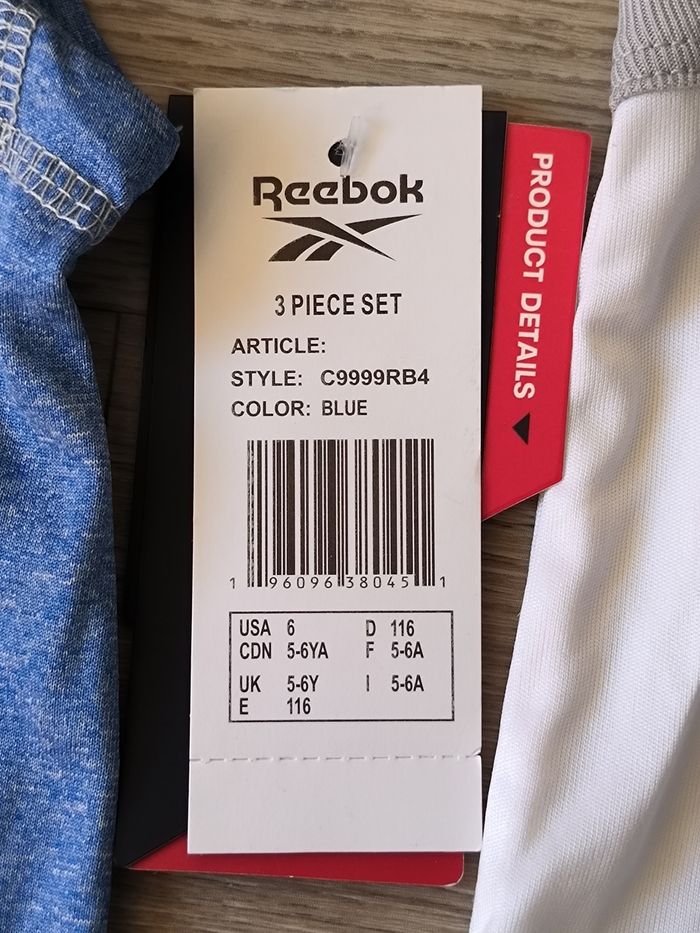 Reebok
3 PIECE SET
ARTICLE:
STYLE: C9999RB4
COLOR: BLUE
1 96096 38045 1
USA 6 D 116
CDN 5-6YA F 5-6A
UK 5-6Y I 5-6A
E 116
PRODUCT DETAILS